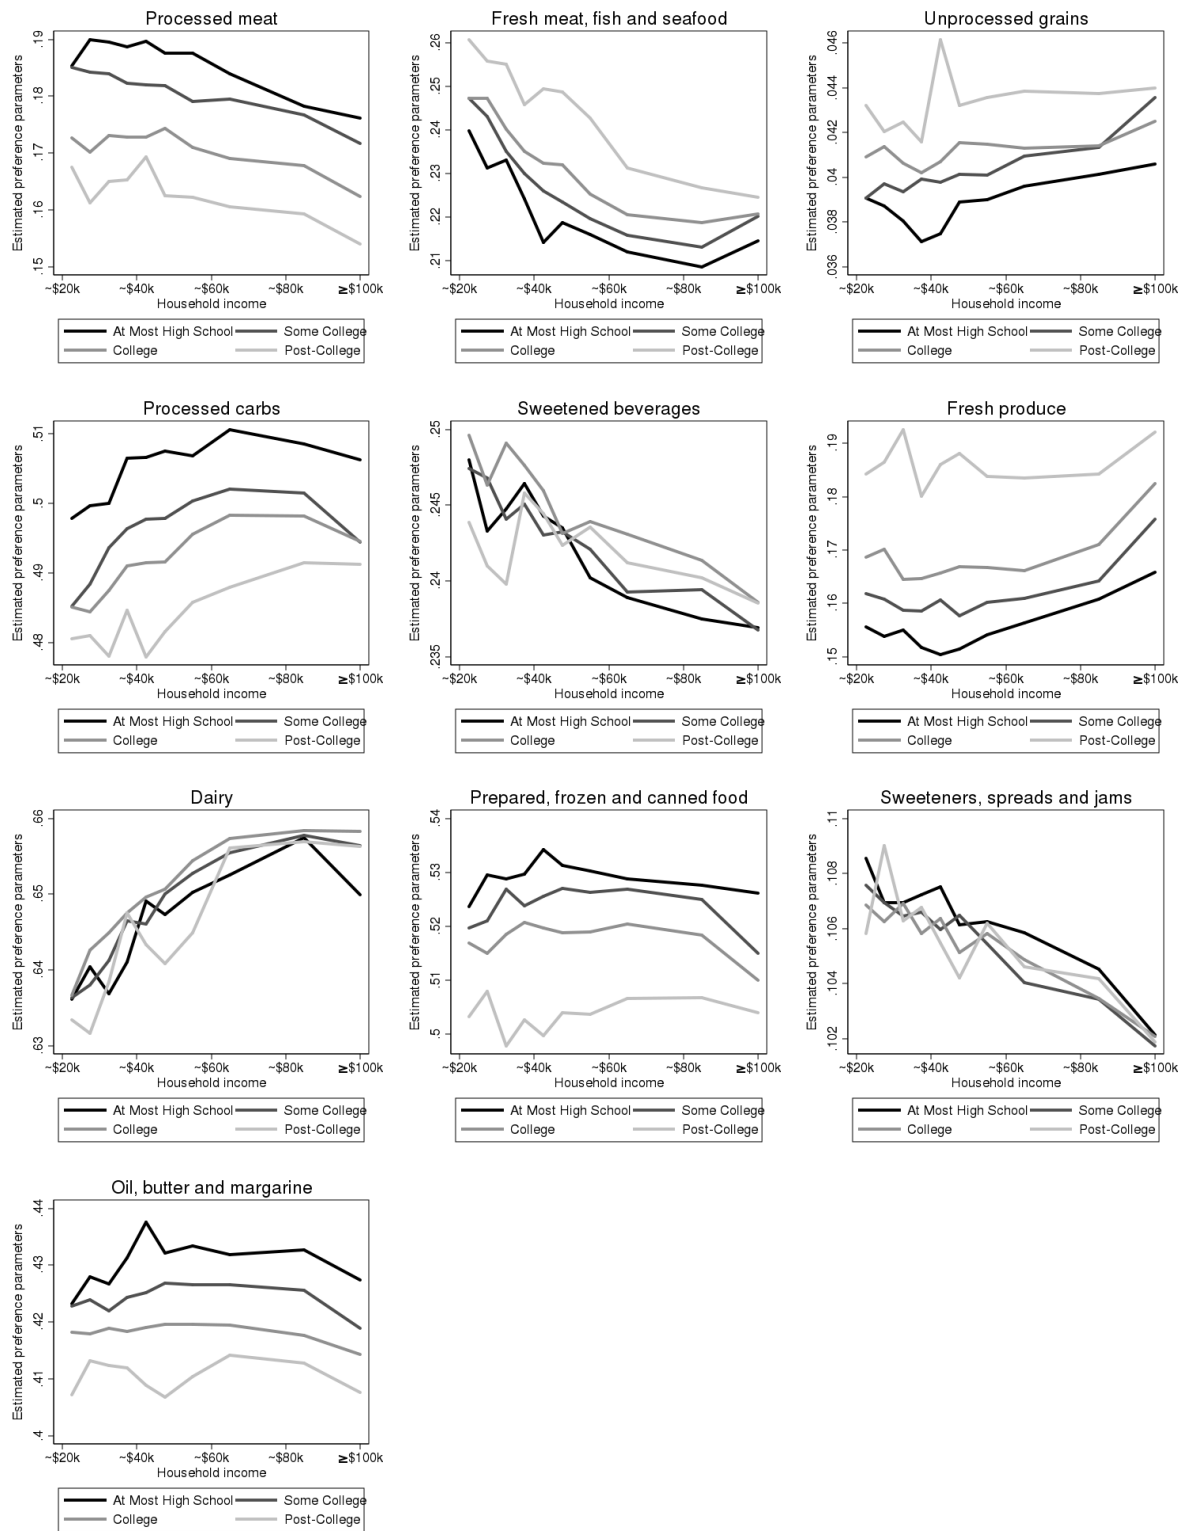 Processed meat
Estimated preference parameters
.15 .16 .17 .18 .19
~$20k ~$40k ~$60k ~$80k ≥$100k
Household income
At Most High School Some College
College Post-College
Fresh meat, fish and seafood
Estimated preference parameters
.21 .22 .23 .24 .25 .26
~$20k ~$40k ~$60k ~$80k ≥$100k
Household income
At Most High School Some College
College Post-College
Unprocessed grains
Estimated preference parameters
.036 .038 .04 .042 .044 .046
~$20k ~$40k ~$60k ~$80k ≥$100k
Household income
At Most High School Some College
College Post-College
Processed carbs
Estimated preference parameters
.48 .49 .5 .51
~$20k ~$40k ~$60k ~$80k ≥$100k
Household income
At Most High School Some College
College Post-College
Sweetened beverages
Estimated preference parameters
.235 .24 .245 .25
~$20k ~$40k ~$60k ~$80k ≥$100k
Household income
At Most High School Some College
College Post-College
Fresh produce
Estimated preference parameters
.15 .16 .17 .18 .19
~$20k ~$40k ~$60k ~$80k ≥$100k
Household income
At Most High School Some College
College Post-College
Dairy
Estimated preference parameters
.63 .64 .65 .66
~$20k ~$40k ~$60k ~$80k ≥$100k
Household income
At Most High School Some College
College Post-College
Prepared, frozen and canned food
Estimated preference parameters
.5 .51 .52 .53 .54
~$20k ~$40k ~$60k ~$80k ≥$100k
Household income
At Most High School Some College
College Post-College
Sweeteners, spreads and jams
Estimated preference parameters
.102 .104 .106 .108 .11
~$20k ~$40k ~$60k ~$80k ≥$100k
Household income
At Most High School Some College
College Post-College
Oil, butter and margarine
Estimated preference parameters
.4 .41 .42 .43 .44
~$20k ~$40k ~$60k ~$80k ≥$100k
Household income
At Most High School Some College
College Post-College